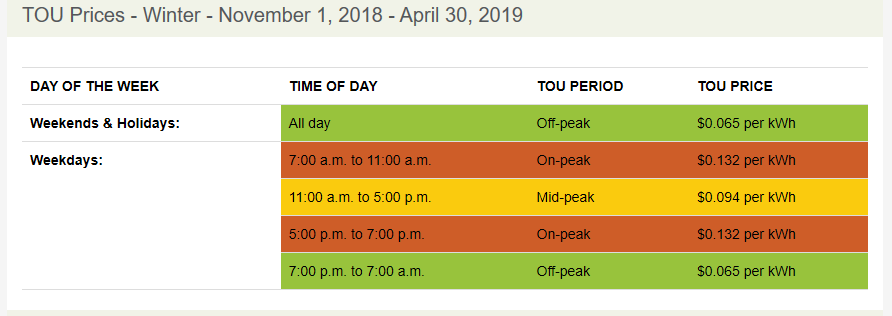 TOU Prices - Winter - November 1, 2018 - April 30, 2019
DAY OF THE WEEK TIME OF DAY TOU PERIOD TOU PRICE
Weekends & Holidays: All day Off-peak $0.065 per kWh
Weekdays: 7:00 a.m. to 11:00 a.m. On-peak $0.132 per kWh
11:00 a.m. to 5:00 p.m. Mid-peak $0.094 per kWh
5:00 p.m. to 7:00 p.m. On-peak $0.132 per kWh
7:00 p.m. to 7:00 a.m. Off-peak $0.065 per kWh